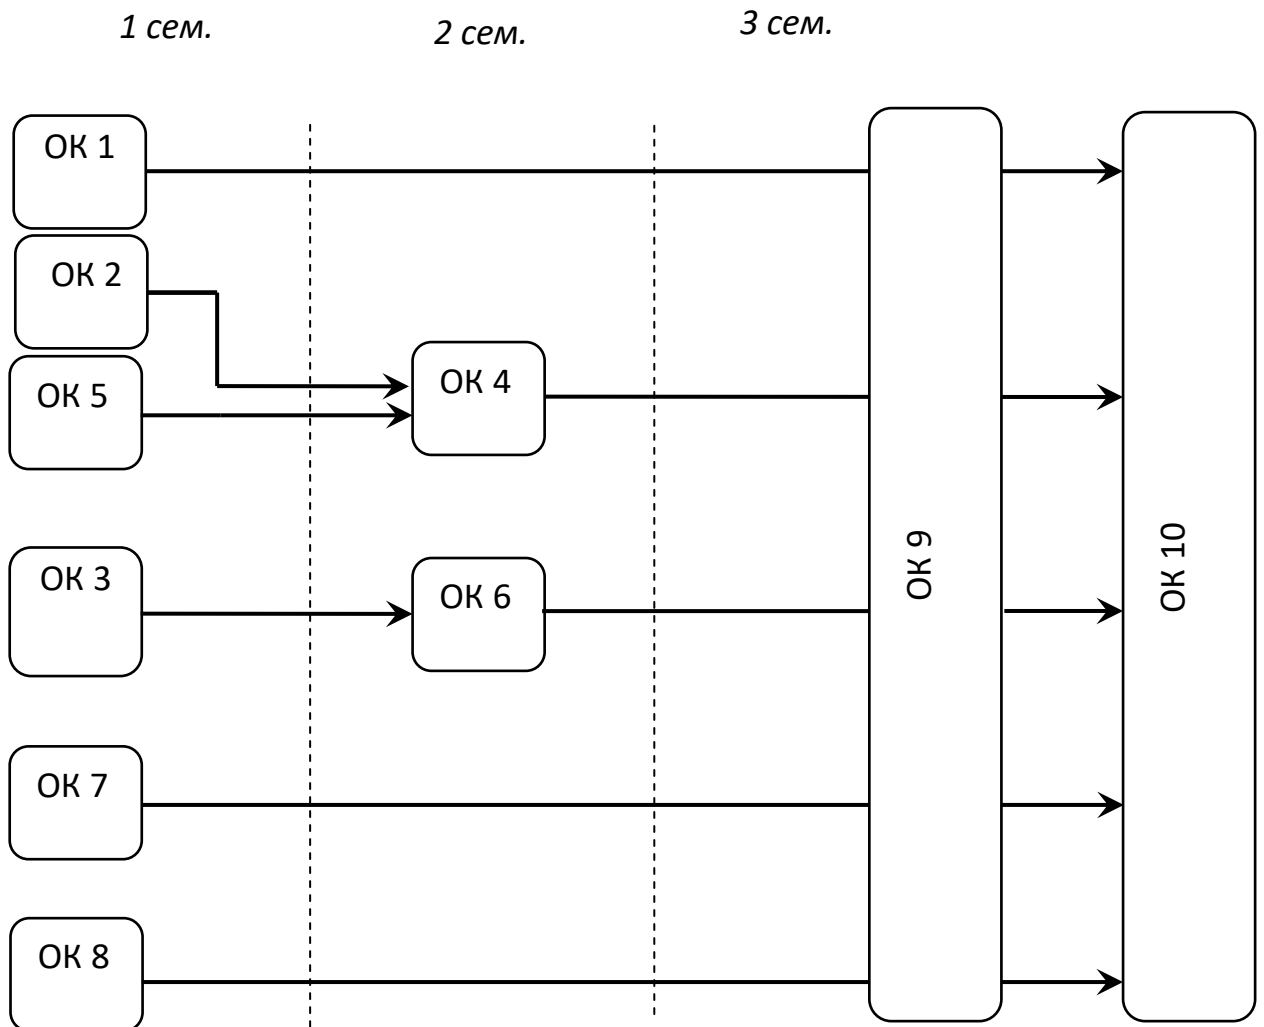 1 сем.
2 сем.
3 сем.
ОК 1
ОК 2
ОК 5
ОК 4
ОК 3
ОК 6
ОК 9
ОК 10
ОК 7
ОК 8